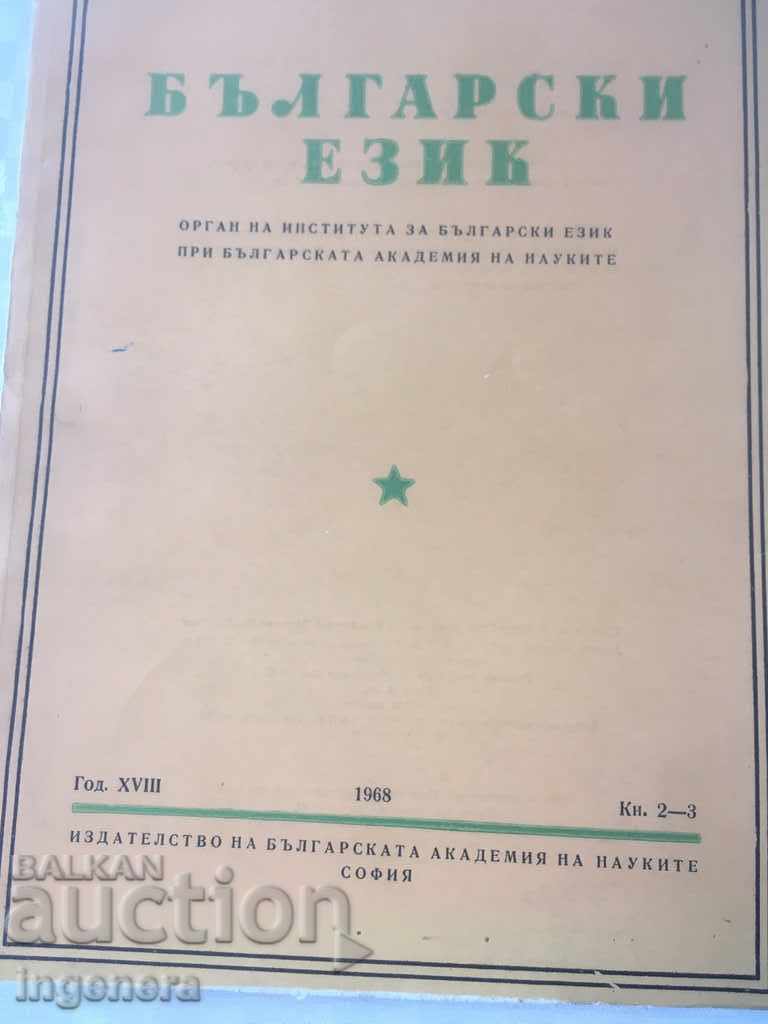 БЪЛГАРСКИ
ЕЗИК
ОРГАН НА ИНСТИТУТА ЗА БЪЛГАРСКИ ЕЗИК
ПРИ БЪЛГАРСКАТА АКАДЕМИЯ НА НАУКИТЕ
Год. XVIII 1968 Кн. 2—3
ИЗДАТЕЛСТВО НА БЪЛГАРСКАТА АКАДЕМИЯ НА НАУКИТЕ
СОФИЯ
BALKAN
auction
ingenera